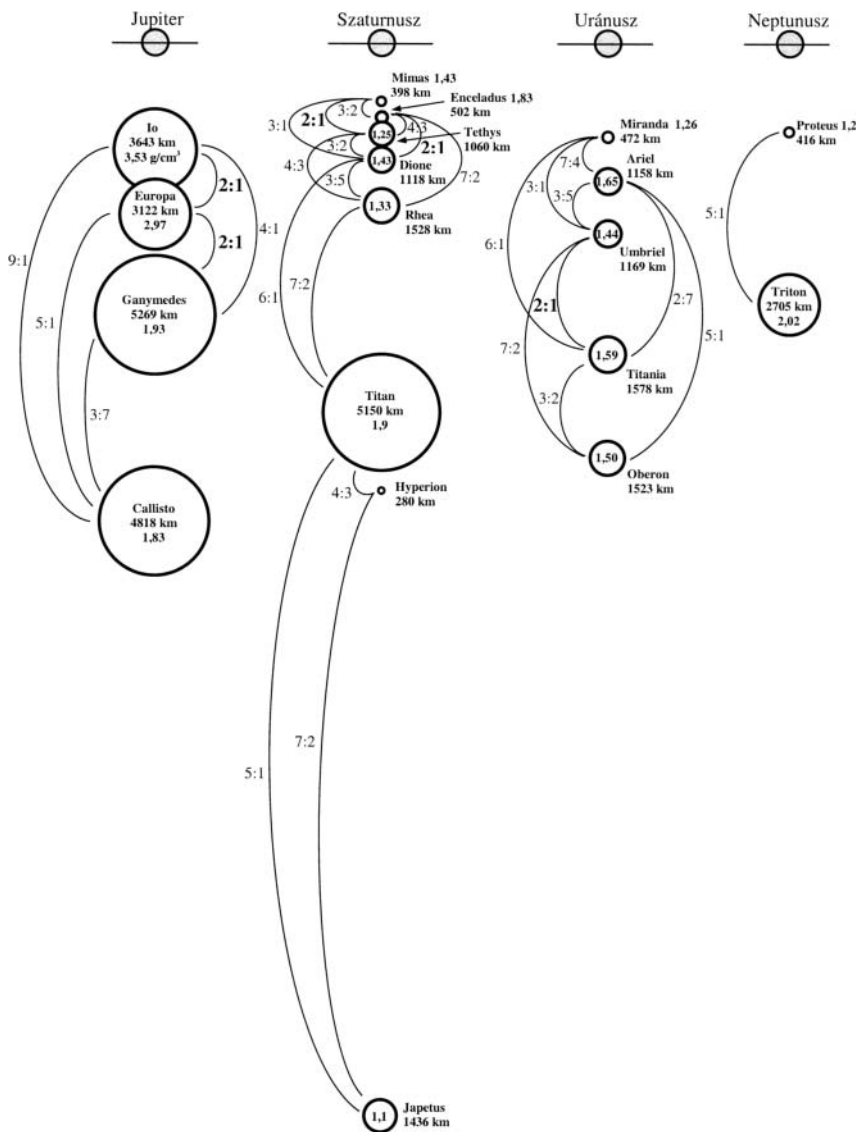 Jupiter
Szaturnusz
Uránusz
Neptunusz
Io
3643 km
3,53 g/cm³
Europa
3122 km
2,97
Ganymedes
5269 km
1,93
Callisto
4818 km
1,83
2:1
2:1
4:1
9:1
5:1
3:7
Mimas 1,43
398 km
Enceladus 1,83
502 km
Tethys
1060 km
1,25
1,43
Dione
1118 km
1,33
Rhea
1528 km
3:1
2:1
3:2
4:3
2:1
3:2
4:3
3:5
7:2
6:1
7:2
Titan
5150 km
1,9
4:3
Hyperion
280 km
5:1
7:2
1,1
Japetus
1436 km
Miranda 1,26
472 km
Ariel
1158 km
1,65
1,44
Umbriel
1169 km
1,59
Titania
1578 km
1,50
Oberon
1523 km
7:4
3:1
3:5
6:1
2:1
2:7
7:2
5:1
3:2
Proteus 1,2
416 km
5:1
Triton
2705 km
2,02